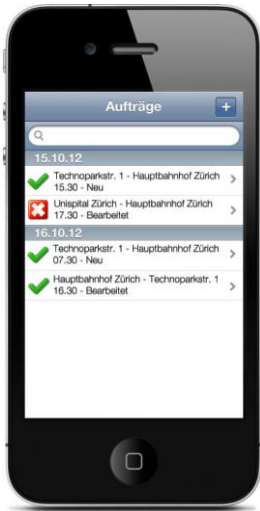 Aufträge
+
15.10.12
Technoparkstr. 1 - Hauptbahnhof Zürich
15.30 - Neu
Unispital Zürich - Hauptbahnhof Zürich
17.30 - Bearbeitet
16.10.12
Technoparkstr. 1 - Hauptbahnhof Zürich
07.30 - Neu
Hauptbahnhof Zürich - Technoparkstr. 1
16.30 - Bearbeitet